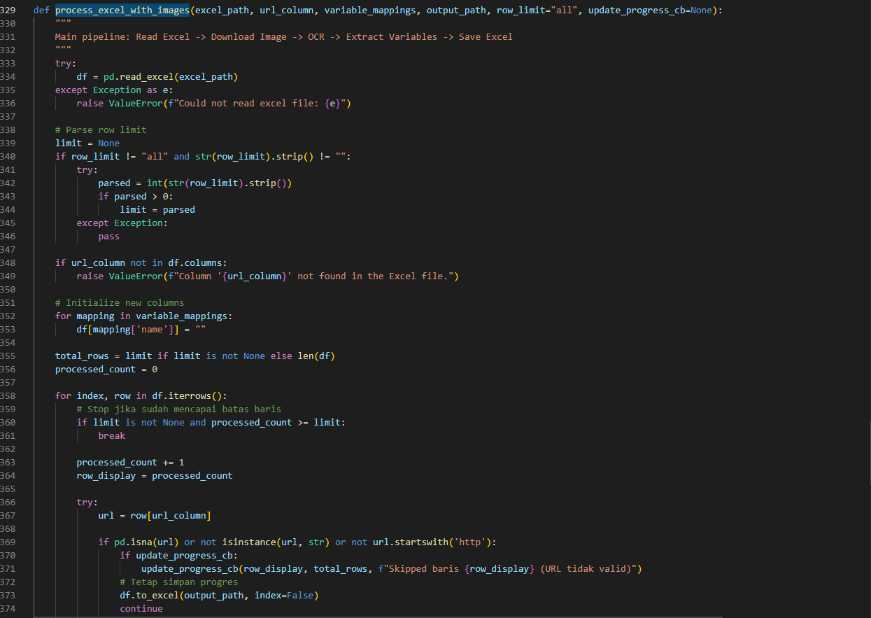 329 def process_excel_with_images(excel_path, url_column, variable_mappings, output_path, row_limit="all", update_progress_cb=None):
330     """
331     Main pipeline: Read Excel -> Download Image -> OCR -> Extract Variables -> Save Excel
332     """
333     try:
334         df = pd.read_excel(excel_path)
335     except Exception as e:
336         raise ValueError(f"Could not read excel file: {e}")
337
338     # Parse row limit
339     limit = None
340     if row_limit != "all" and str(row_limit).strip() != "":
341         try:
342             parsed = int(str(row_limit).strip())
343             if parsed > 0:
344                 limit = parsed
345         except Exception:
346             pass
347
348     if url_column not in df.columns:
349         raise ValueError(f"Column '{url_column}' not found in the Excel file.")
350
351     # Initialize new columns
352     for mapping in variable_mappings:
353         df[mapping['name']] = ""
354
355     total_rows = limit if limit is not None else len(df)
356     processed_count = 0
357
358     for index, row in df.iterrows():
359         # Stop jika sudah mencapai batas baris
360         if limit is not None and processed_count >= limit:
361             break
362
363         processed_count += 1
364         row_display = processed_count
365
366         try:
367             url = row[url_column]
368
369             if pd.isna(url) or not isinstance(url, str) or not url.startswith('http'):
370                 if update_progress_cb:
371                     update_progress_cb(row_display, total_rows, f"Skipped baris {row_display} (URL tidak valid)")
372                 # Tetap simpan progres
373                 df.to_excel(output_path, index=False)
374                 continue